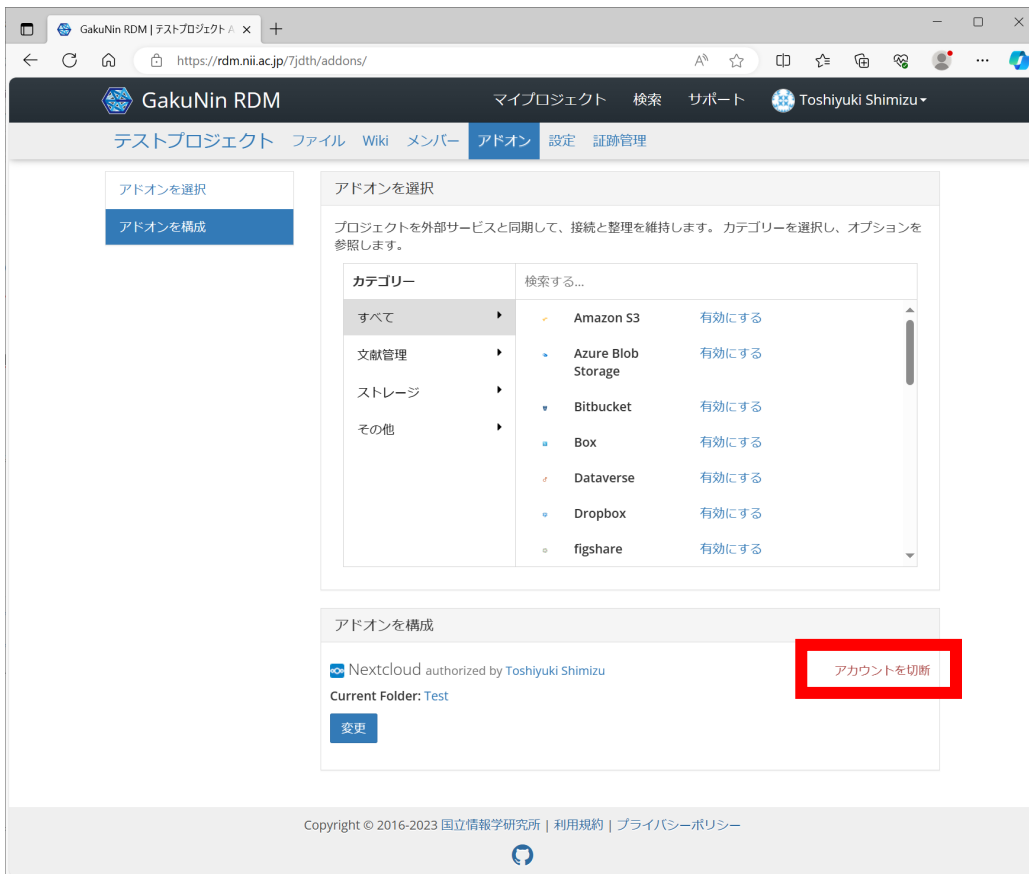 GakuNin RDM | テストプロジェクト A
https://rdm.nii.ac.jp/7jdth/addons/
GakuNin RDM マイプロジェクト 検索 サポート Toshiyuki Shimizu
テストプロジェクト ファイル Wiki メンバー アドオン 設定 証跡管理
アドオンを選択
アドオンを構成
アドオンを選択
プロジェクトを外部サービスと同期して、接続と整理を維持します。 カテゴリーを選択し、オプションを
参照します。
カテゴリー
すべて
文献管理
ストレージ
その他
検索する...
Amazon S3 有効にする
Azure Blob 有効にする
Storage
Bitbucket 有効にする
Box 有効にする
Dataverse 有効にする
Dropbox 有効にする
figshare 有効にする
アドオンを構成
Nextcloud authorized by Toshiyuki Shimizu アカウントを切断
Current Folder: Test
変更
Copyright © 2016-2023 国立情報学研究所 | 利用規約 | プライバシーポリシー